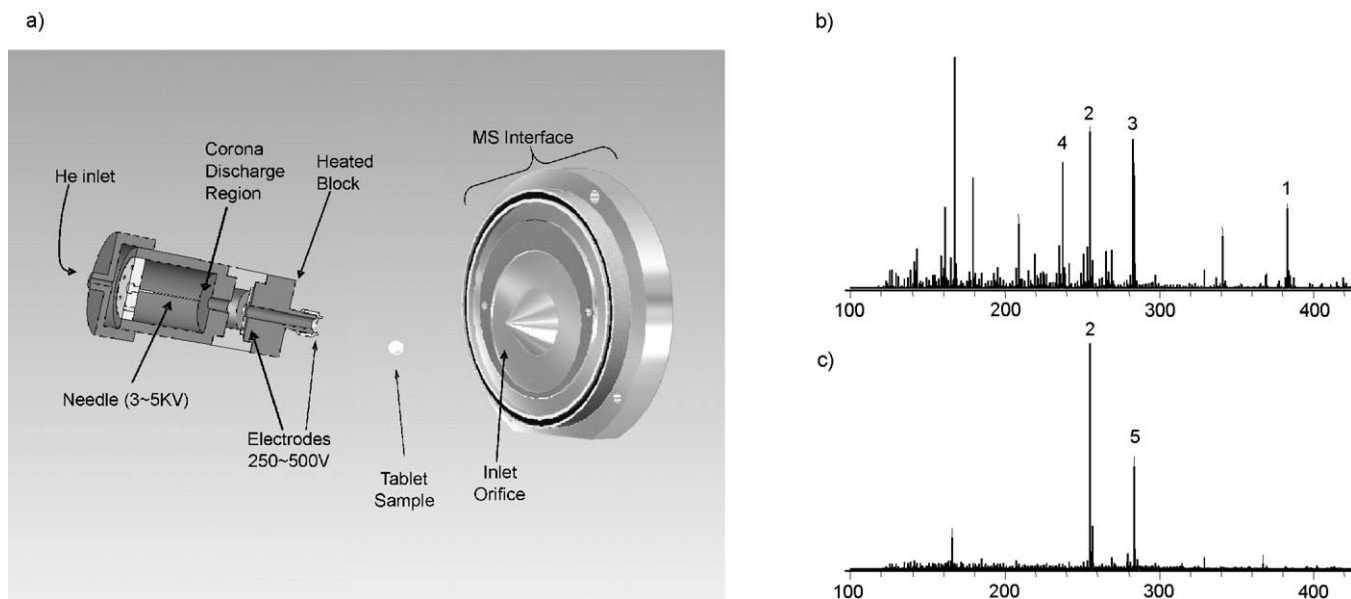 a)
He inlet
Corona
Discharge
Region
Heated
Block
MS Interface
Needle (3~5KV)
Electrodes
250~500V
Tablet
Sample
Inlet
Orifice
b)
4
2
3
1
100
200
300
400
c)
2
5
100
200
300
400